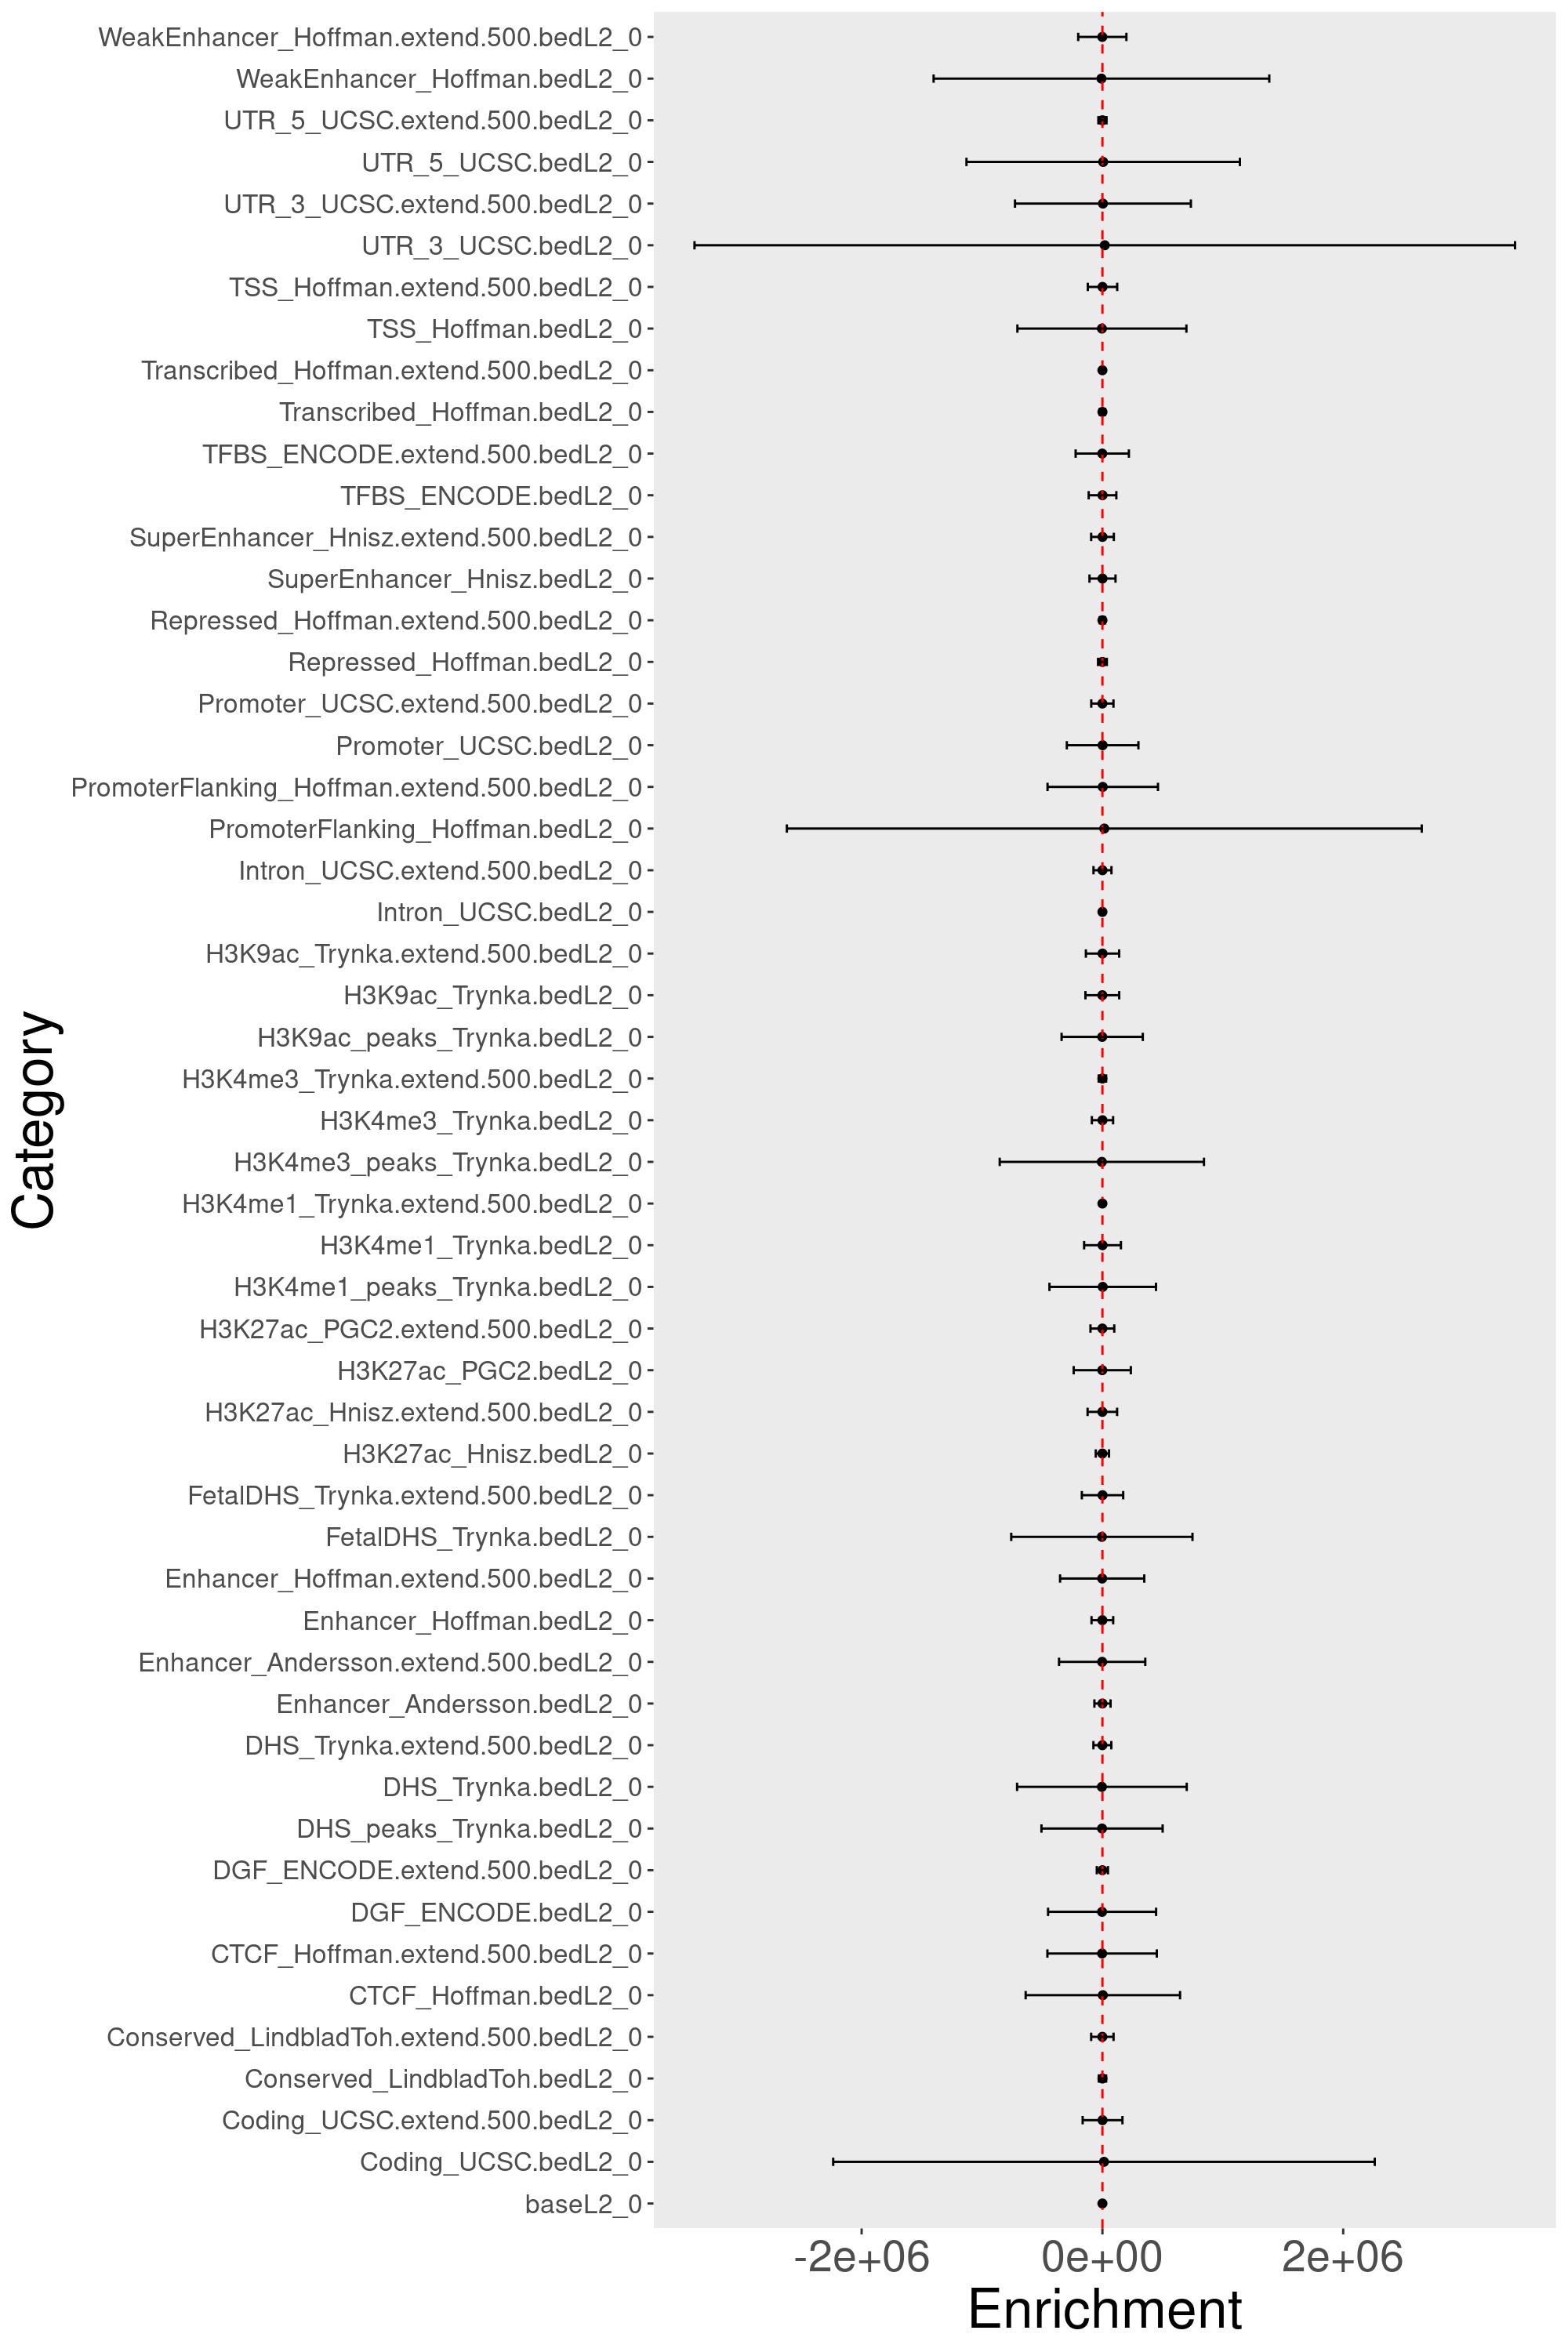 WeakEnhancer_Hoffman.extend.500.bedL2_0
WeakEnhancer_Hoffman.bedL2_0
UTR_5_UCSC.extend.500.bedL2_0
UTR_5_UCSC.bedL2_0
UTR_3_UCSC.extend.500.bedL2_0
UTR_3_UCSC.bedL2_0
TSS_Hoffman.extend.500.bedL2_0
TSS_Hoffman.bedL2_0
Transcribed_Hoffman.extend.500.bedL2_0
Transcribed_Hoffman.bedL2_0
TFBS_ENCODE.extend.500.bedL2_0
TFBS_ENCODE.bedL2_0
SuperEnhancer_Hnisz.extend.500.bedL2_0
SuperEnhancer_Hnisz.bedL2_0
Repressed_Hoffman.extend.500.bedL2_0
Repressed_Hoffman.bedL2_0
Promoter_UCSC.extend.500.bedL2_0
Promoter_UCSC.bedL2_0
PromoterFlanking_Hoffman.extend.500.bedL2_0
PromoterFlanking_Hoffman.bedL2_0
Intron_UCSC.extend.500.bedL2_0
Intron_UCSC.bedL2_0
H3K9ac_Trynka.extend.500.bedL2_0
H3K9ac_Trynka.bedL2_0
H3K9ac_peaks_Trynka.bedL2_0
H3K4me3_Trynka.extend.500.bedL2_0
H3K4me3_Trynka.bedL2_0
H3K4me3_peaks_Trynka.bedL2_0
H3K4me1_Trynka.extend.500.bedL2_0
H3K4me1_Trynka.bedL2_0
H3K4me1_peaks_Trynka.bedL2_0
H3K27ac_PGC2.extend.500.bedL2_0
H3K27ac_PGC2.bedL2_0
H3K27ac_Hnisz.extend.500.bedL2_0
H3K27ac_Hnisz.bedL2_0
FetalDHS_Trynka.extend.500.bedL2_0
FetalDHS_Trynka.bedL2_0
Enhancer_Hoffman.extend.500.bedL2_0
Enhancer_Hoffman.bedL2_0
Enhancer_Andersson.extend.500.bedL2_0
Enhancer_Andersson.bedL2_0
DHS_Trynka.extend.500.bedL2_0
DHS_Trynka.bedL2_0
DHS_peaks_Trynka.bedL2_0
DGF_ENCODE.extend.500.bedL2_0
DGF_ENCODE.bedL2_0
CTCF_Hoffman.extend.500.bedL2_0
CTCF_Hoffman.bedL2_0
Conserved_LindbladToh.extend.500.bedL2_0
Conserved_LindbladToh.bedL2_0
Coding_UCSC.extend.500.bedL2_0
Coding_UCSC.bedL2_0
baseL2_0
Category
-2e+06 0e+00 2e+06
Enrichment